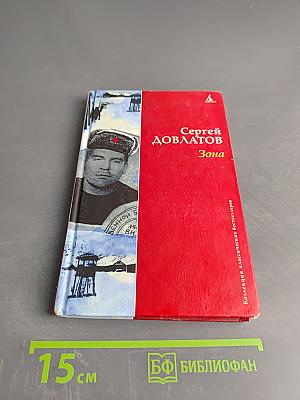 Сергей
ДОВЛАТОВ
Зона
Коллекция классических бестселлеров
15 см
БФ БИБЛИОФАН